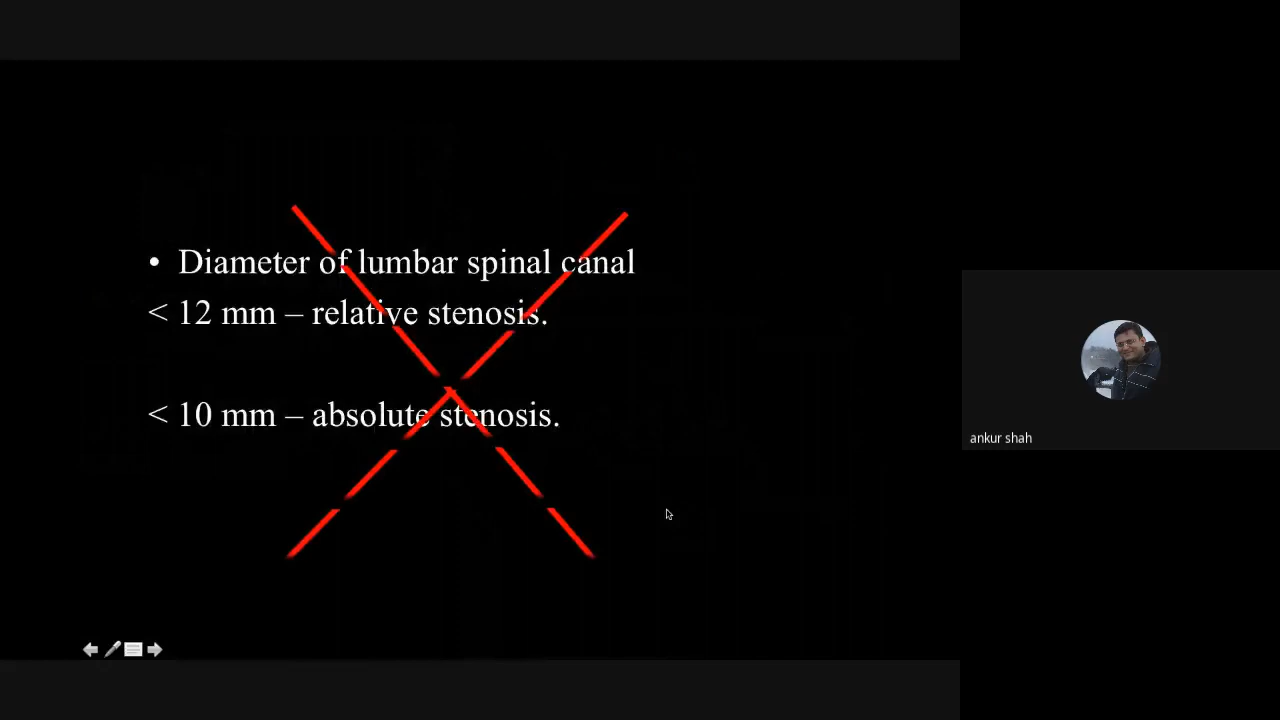 • Diameter of lumbar spinal canal
< 12 mm – relative stenosis.
< 10 mm – absolute stenosis.
ankur shah